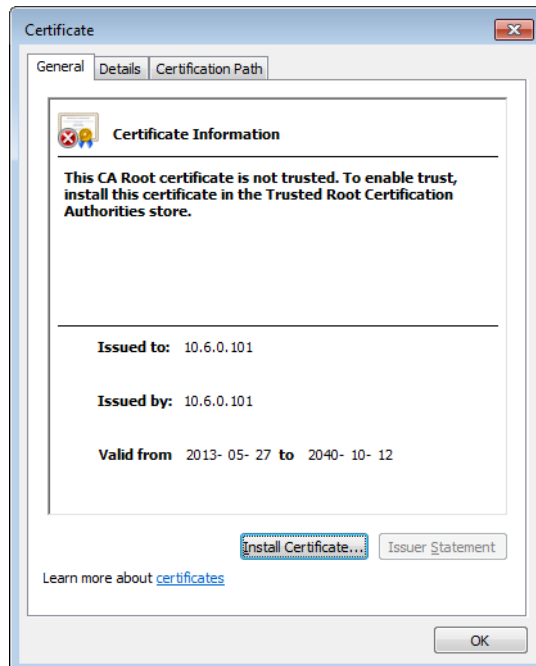 Certificate
General Details Certification Path
Certificate Information
This CA Root certificate is not trusted. To enable trust,
install this certificate in the Trusted Root Certification
Authorities store.
Issued to: 10.6.0.101
Issued by: 10.6.0.101
Valid from 2013- 05- 27 to 2040- 10- 12
Install Certificate... Issuer Statement
Learn more about certificates
OK